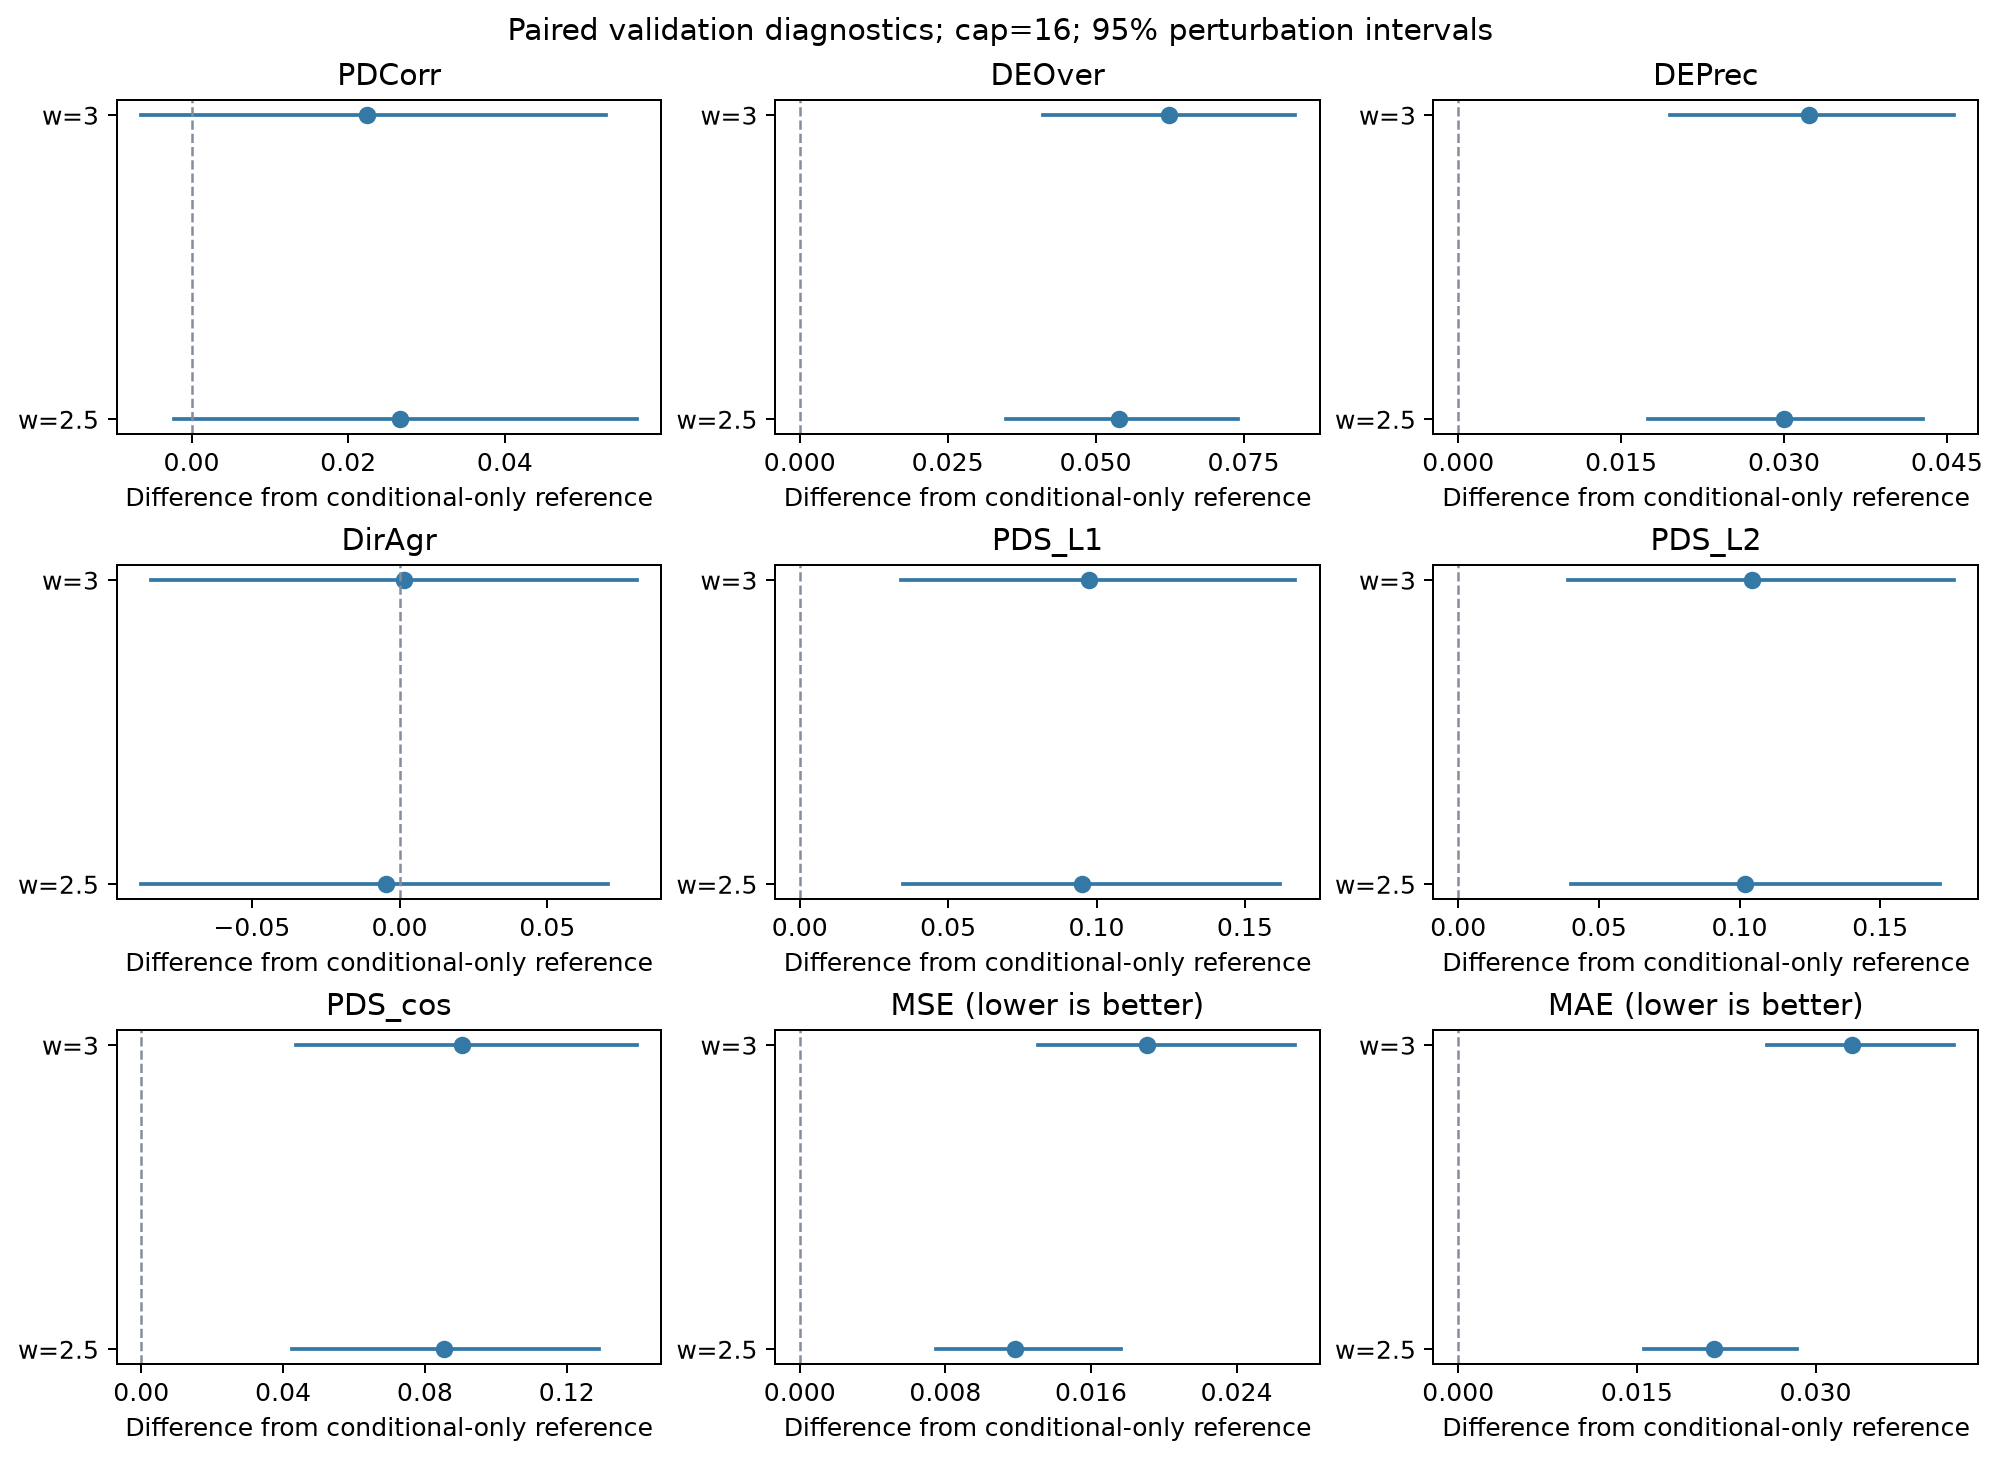 Paired validation diagnostics; cap=16; 95% perturbation intervals
PDCorr
w=3
w=2.5
0.00 0.02 0.04
Difference from conditional-only reference
DEOver
w=3
w=2.5
0.000 0.025 0.050 0.075
Difference from conditional-only reference
DEPrec
w=3
w=2.5
0.000 0.015 0.030 0.045
Difference from conditional-only reference
DirAgr
w=3
w=2.5
−0.05 0.00 0.05
Difference from conditional-only reference
PDS_L1
w=3
w=2.5
0.00 0.05 0.10 0.15
Difference from conditional-only reference
PDS_L2
w=3
w=2.5
0.00 0.05 0.10 0.15
Difference from conditional-only reference
PDS_cos
w=3
w=2.5
0.00 0.04 0.08 0.12
Difference from conditional-only reference
MSE (lower is better)
w=3
w=2.5
0.000 0.008 0.016 0.024
Difference from conditional-only reference
MAE (lower is better)
w=3
w=2.5
0.000 0.015 0.030
Difference from conditional-only reference